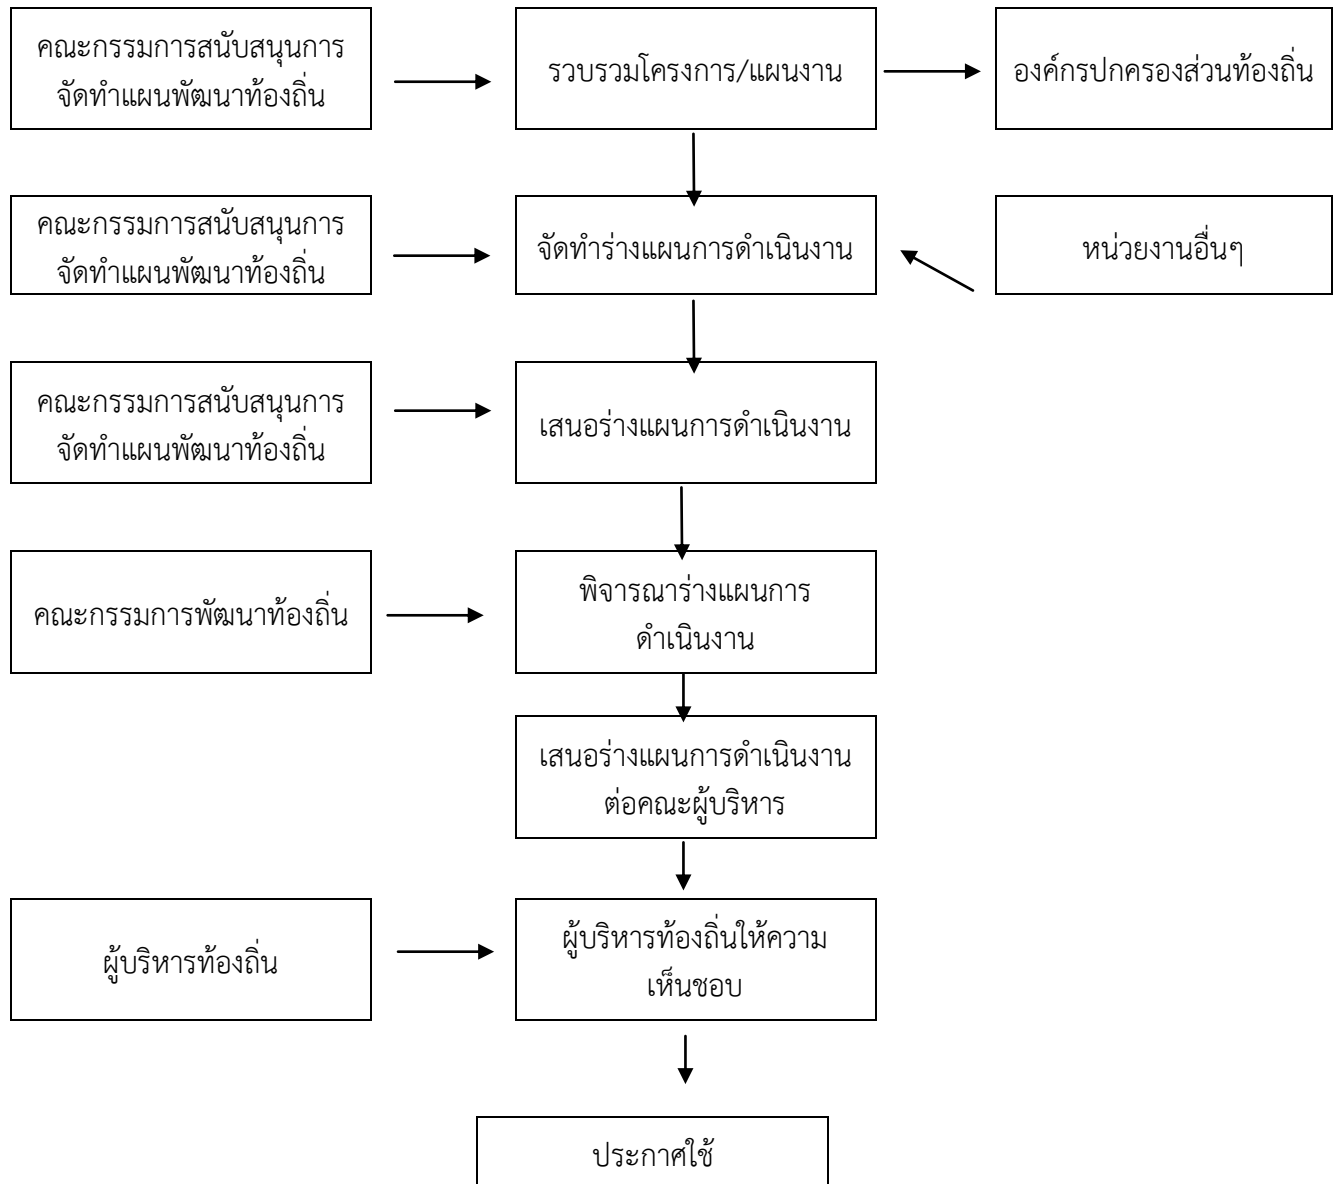 คณะกรรมการสนับสนุนการ
จัดทำแผนพัฒนาท้องถิ่น
รวบรวมโครงการ/แผนงาน
องค์กรปกครองส่วนท้องถิ่น
คณะกรรมการสนับสนุนการ
จัดทำแผนพัฒนาท้องถิ่น
จัดทำร่างแผนการดำเนินงาน
หน่วยงานอื่นๆ
คณะกรรมการสนับสนุนการ
จัดทำแผนพัฒนาท้องถิ่น
เสนอร่างแผนการดำเนินงาน
คณะกรรมการพัฒนาท้องถิ่น
พิจารณาร่างแผนการ
ดำเนินงาน
เสนอร่างแผนการดำเนินงาน
ต่อคณะผู้บริหาร
ผู้บริหารท้องถิ่น
ผู้บริหารท้องถิ่นให้ความ
เห็นชอบ
ประกาศใช้